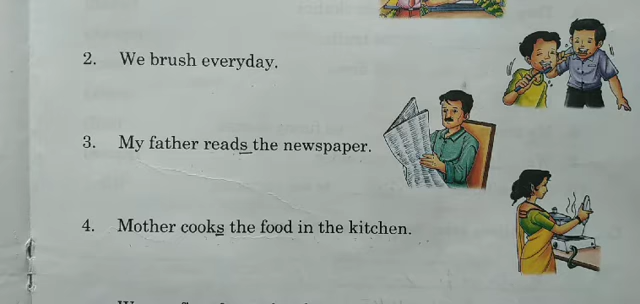 2. We brush everyday.
3. My father reads the newspaper.
4. Mother cooks the food in the kitchen.